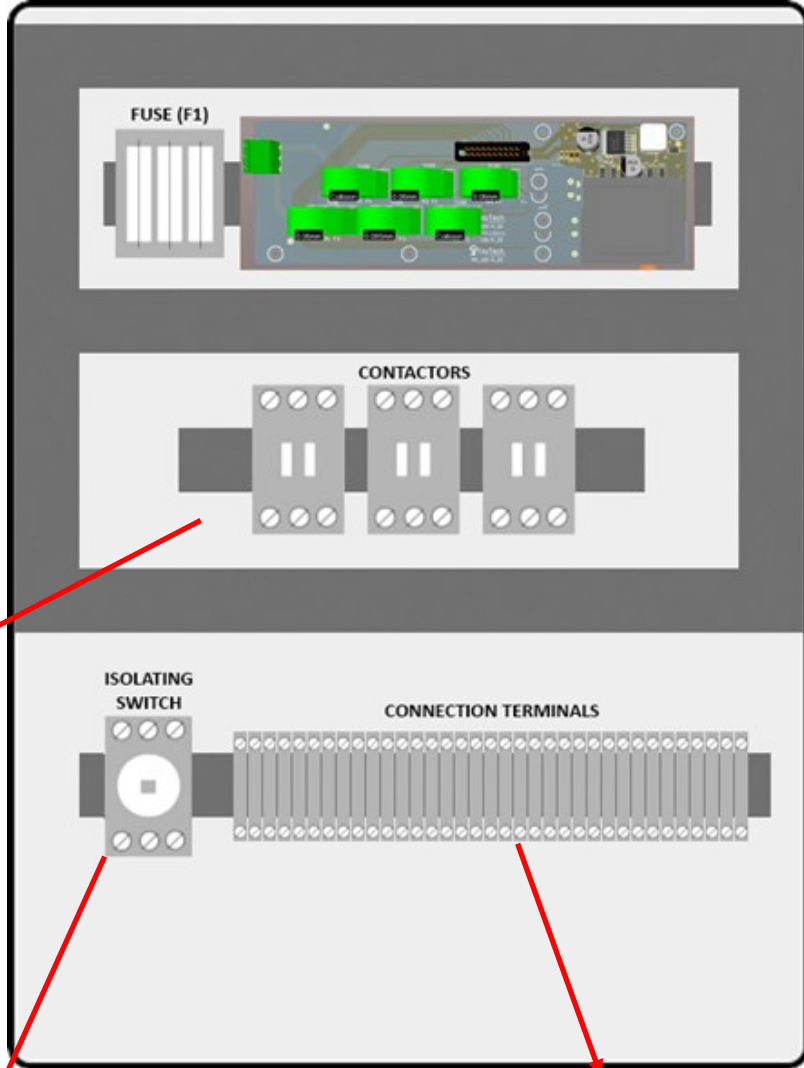 FUSE (F1)
CONTACTORS
ISOLATING
SWITCH
CONNECTION TERMINALS